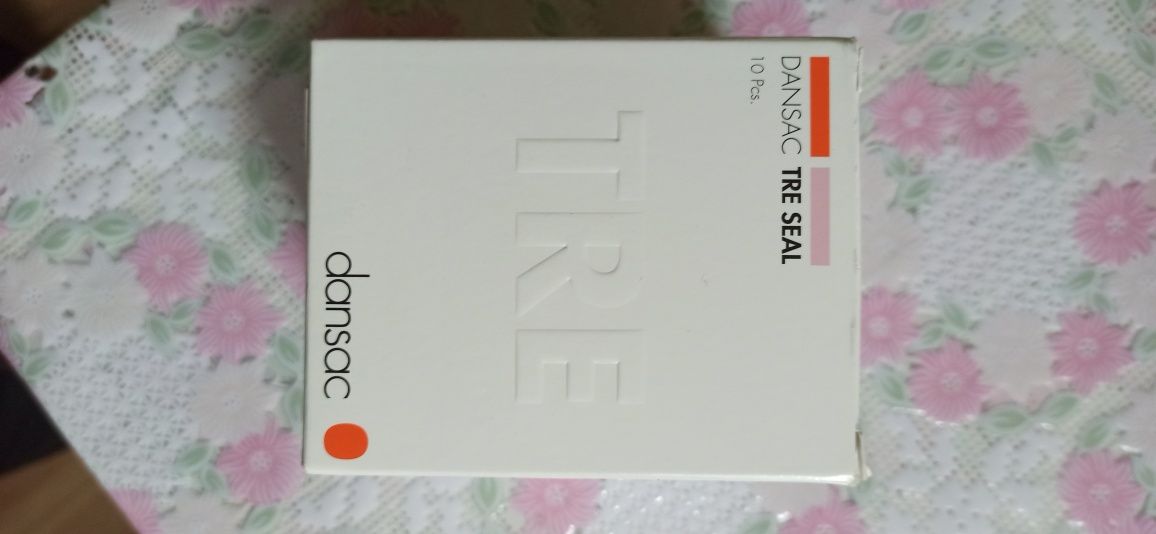 DANSAC TRE SEAL
10 Pcs.
TRE
dansac